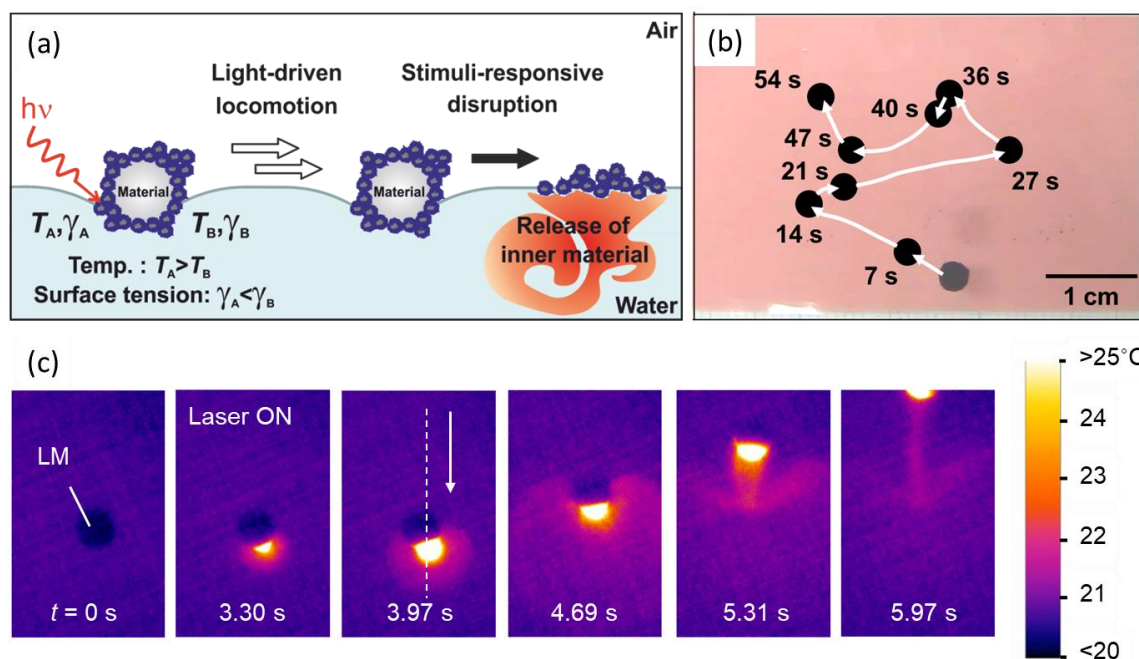 (a)
Air
Light-driven
locomotion
Stimuli-responsive
disruption
hν
Material
Material
T_A,γ_A
T_B,γ_B
Temp. : T_A>T_B
Surface tension: γ_A<γ_B
Release of
inner material
Water
(b)
54 s
36 s
40 s
47 s
21 s
27 s
14 s
7 s
1 cm
(c)
Laser ON
LM
t = 0 s
3.30 s
3.97 s
4.69 s
5.31 s
5.97 s
>25°C
24
23
22
21
<20